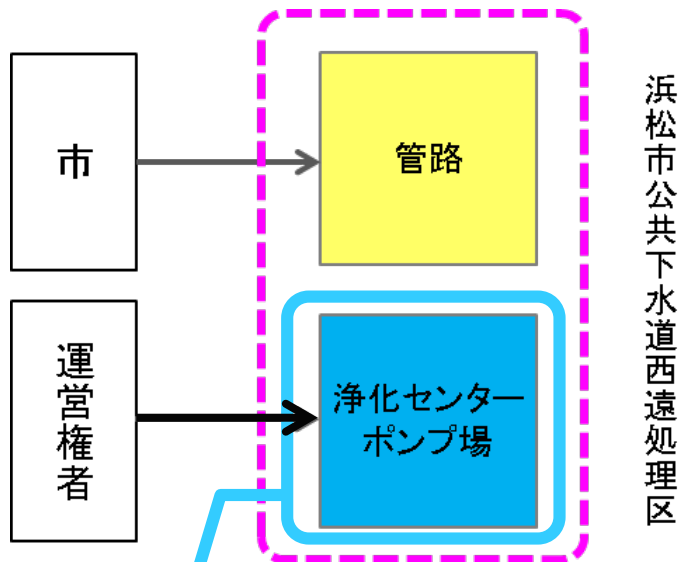 市
管路
運営権者
浄化センター
ポンプ場
浜松市公共下水道西遠処理区